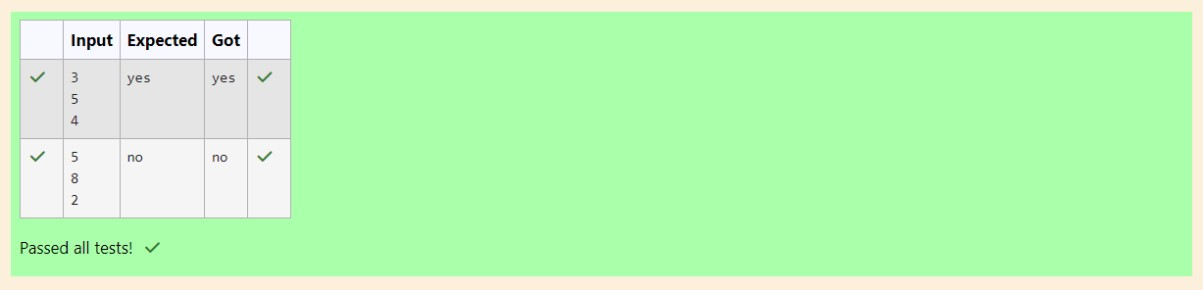 Input Expected Got
3 yes yes
5
4
5 no no
8
2
Passed all tests!